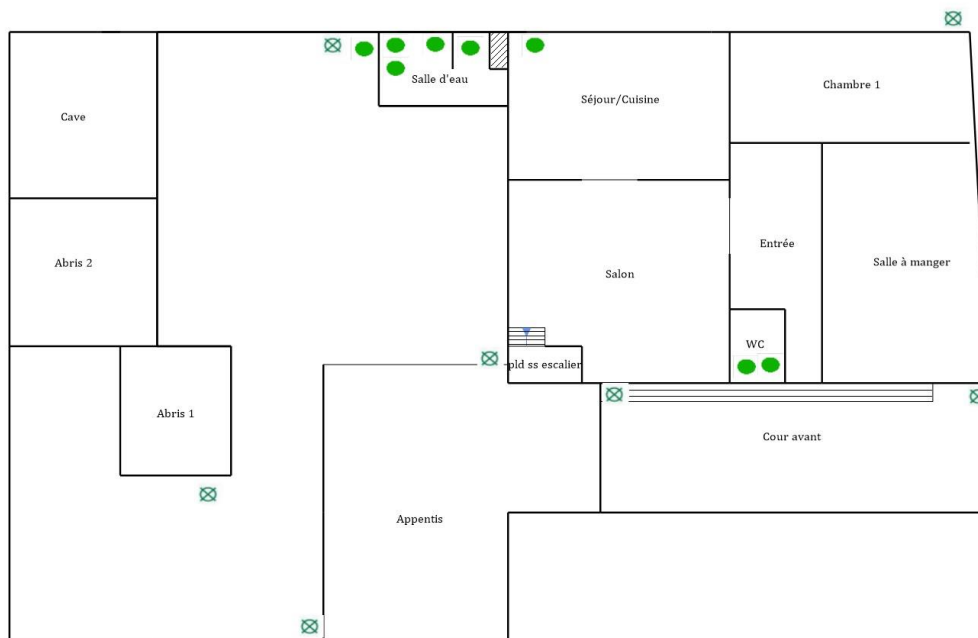 Salle d'eau
Séjour/Cuisine
Chambre 1
Cave
Abris 2
Salon
Entrée
Salle à manger
WC
pld ss escalier
Abris 1
Cour avant
Appentis